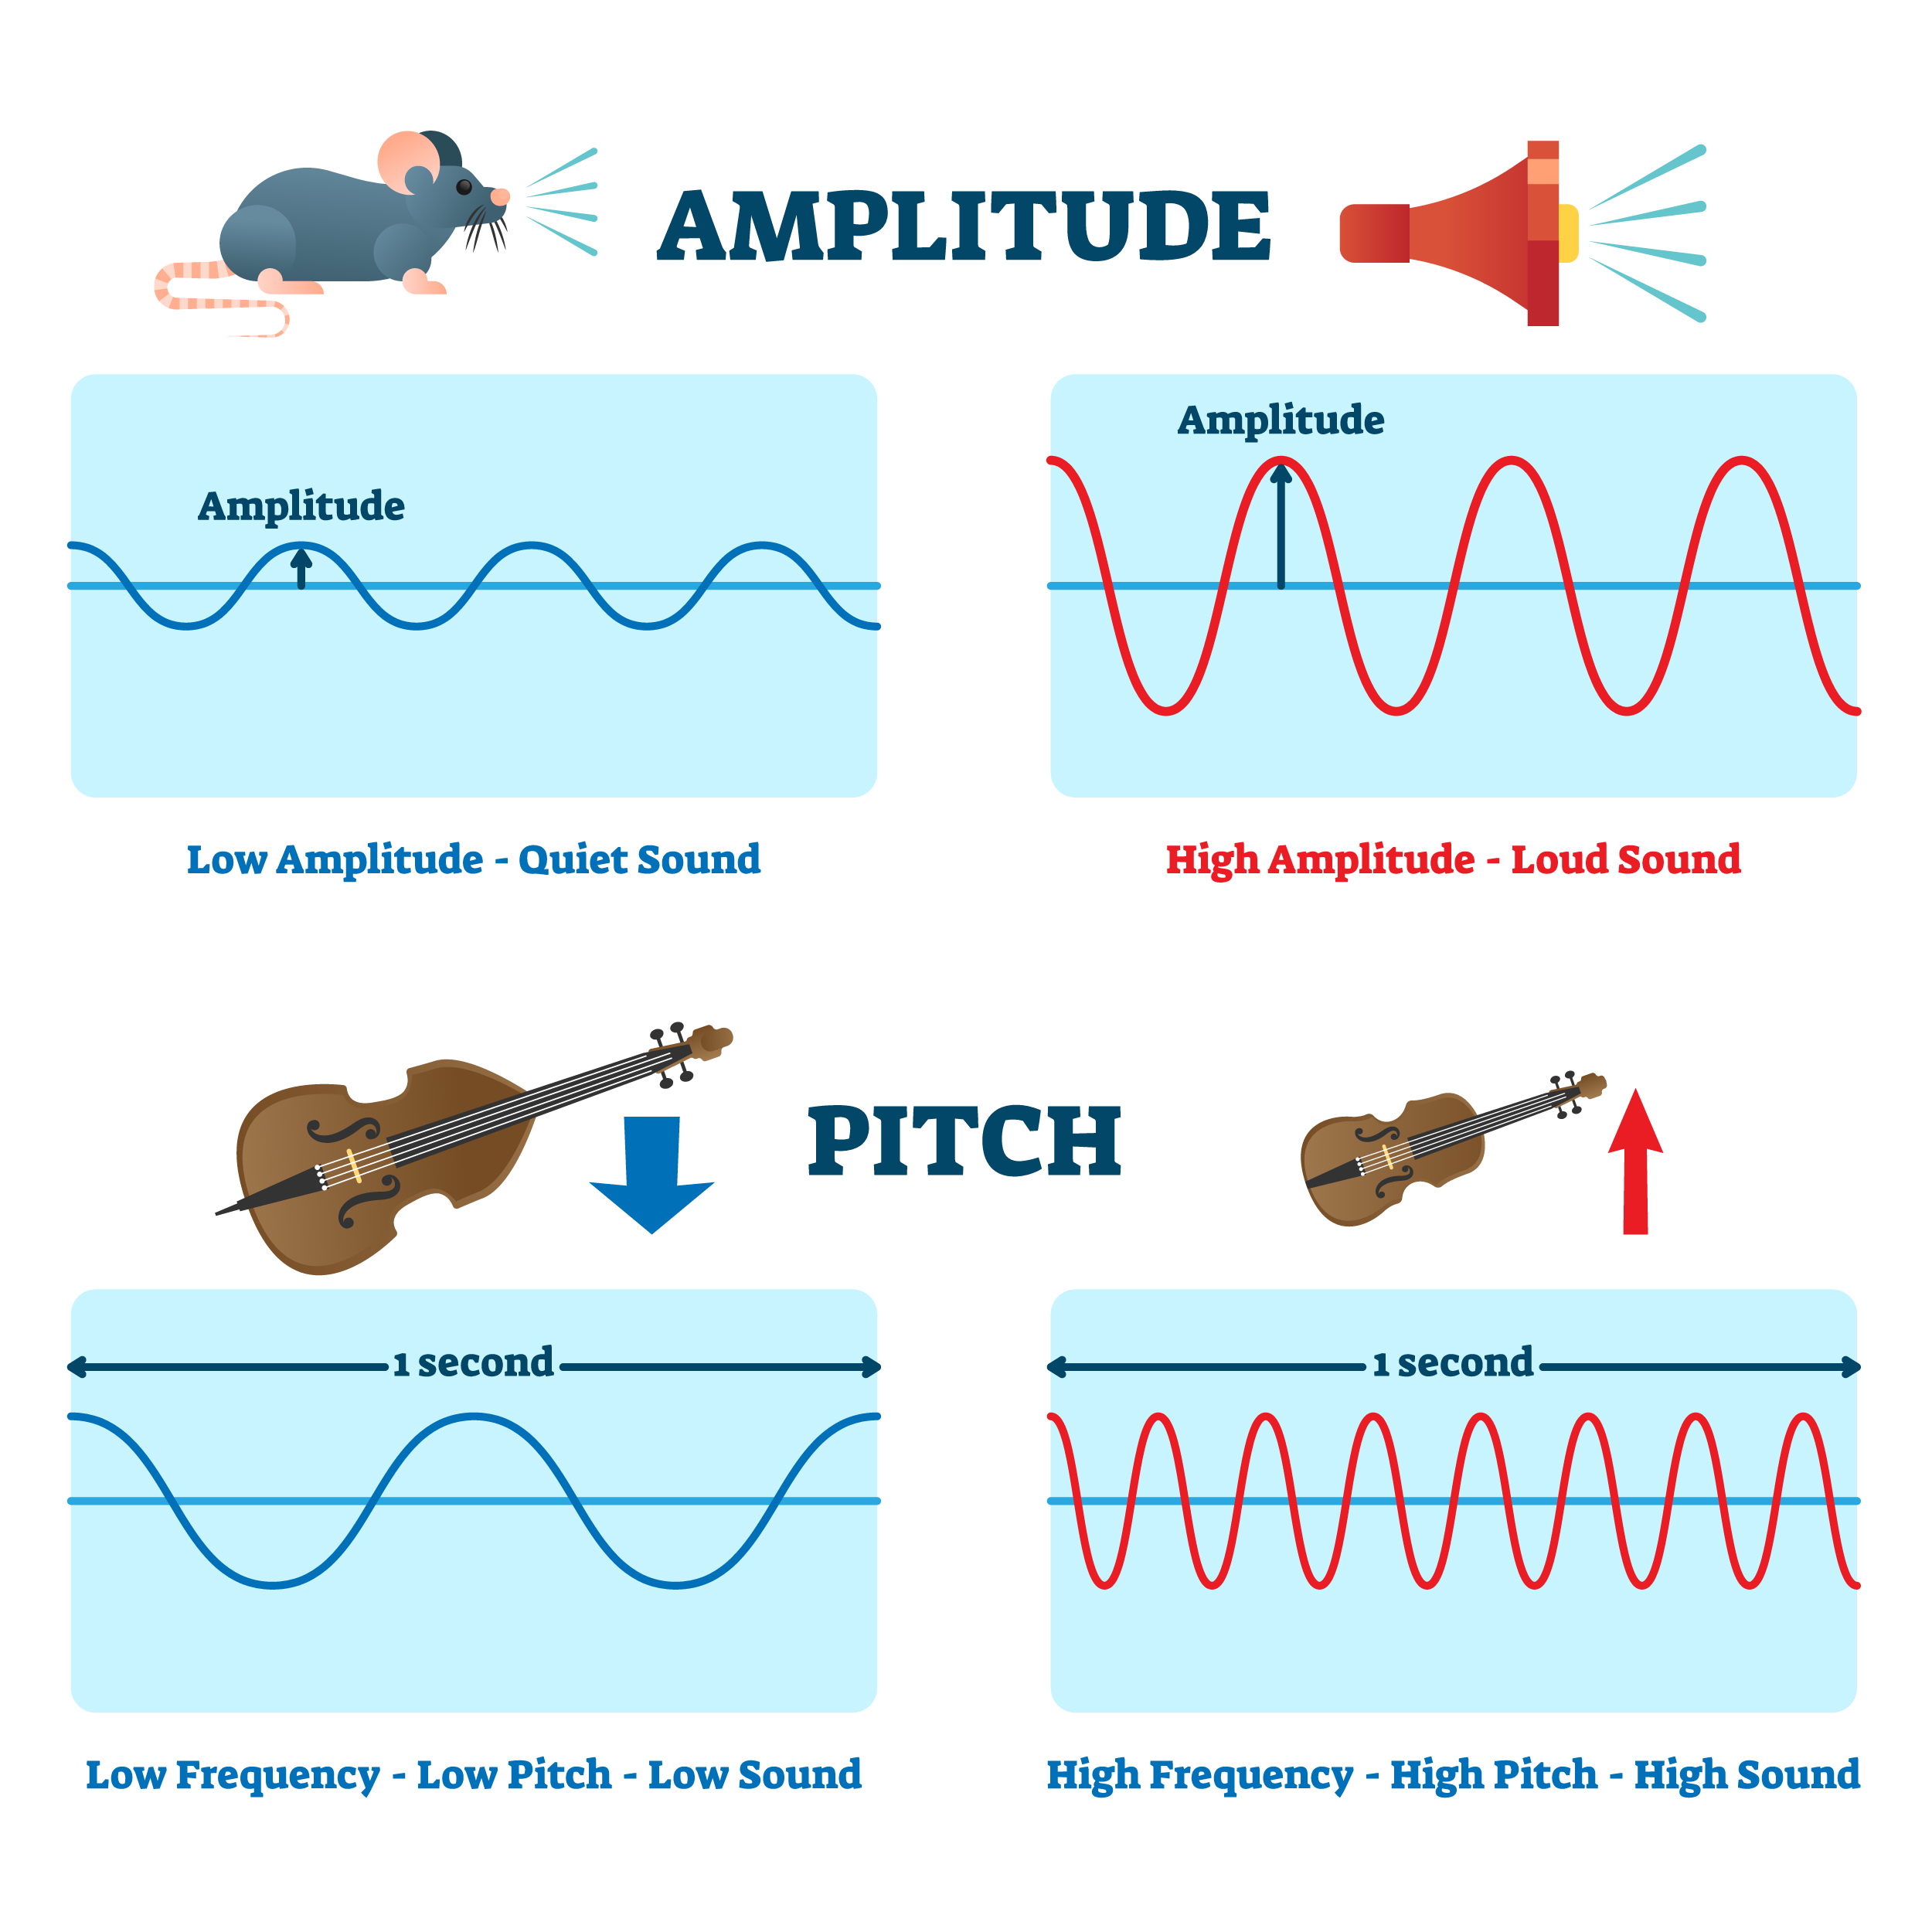 AMPLITUDE
Amplitude
Amplitude
Low Amplitude - Quiet Sound
High Amplitude - Loud Sound
PITCH
1 second
1 second
Low Frequency - Low Pitch - Low Sound
High Frequency - High Pitch - High Sound